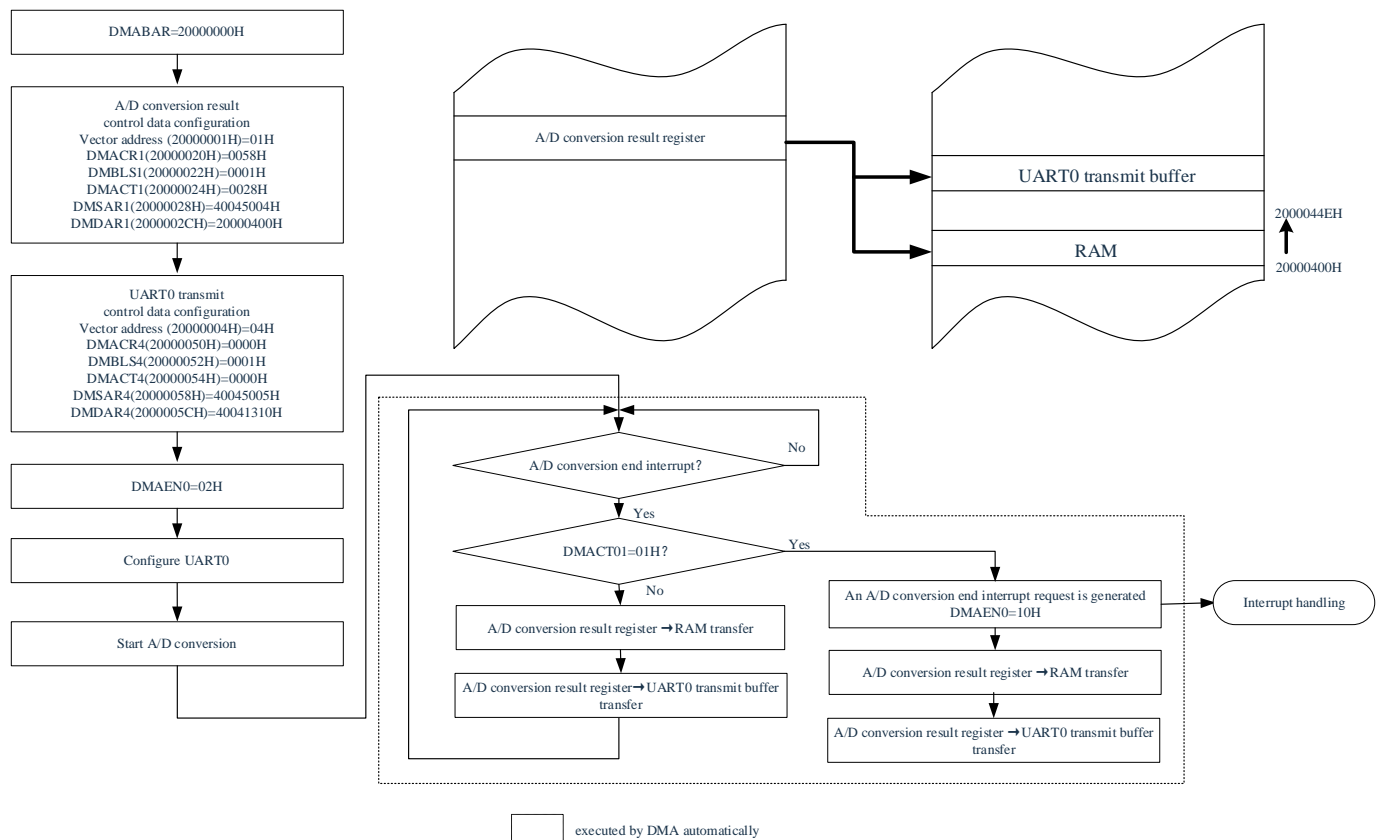 DMABAR=20000000H
A/D conversion result
control data configuration
Vector address (20000001H)=01H
DMACR1(20000020H)=0058H
DMBLS1(20000022H)=0001H
DMACT1(20000024H)=0028H
DMSAR1(20000028H)=40045004H
DMDAR1(2000002CH)=20000400H
UART0 transmit
control data configuration
Vector address (20000004H)=04H
DMACR4(20000050H)=0000H
DMBLS4(20000052H)=0001H
DMACT4(20000054H)=0000H
DMSAR4(20000058H)=40045005H
DMDAR4(2000005CH)=40041310H
DMAEN0=02H
Configure UART0
Start A/D conversion
A/D conversion result register
UART0 transmit buffer
RAM
2000044EH
20000400H
A/D conversion end interrupt?
No
Yes
DMACT01=01H?
Yes
No
A/D conversion result register →RAM transfer
A/D conversion result register→UART0 transmit buffer
transfer
An A/D conversion end interrupt request is generated
DMAEN0=10H
A/D conversion result register →RAM transfer
A/D conversion result register →UART0 transmit buffer
transfer
Interrupt handling
executed by DMA automatically